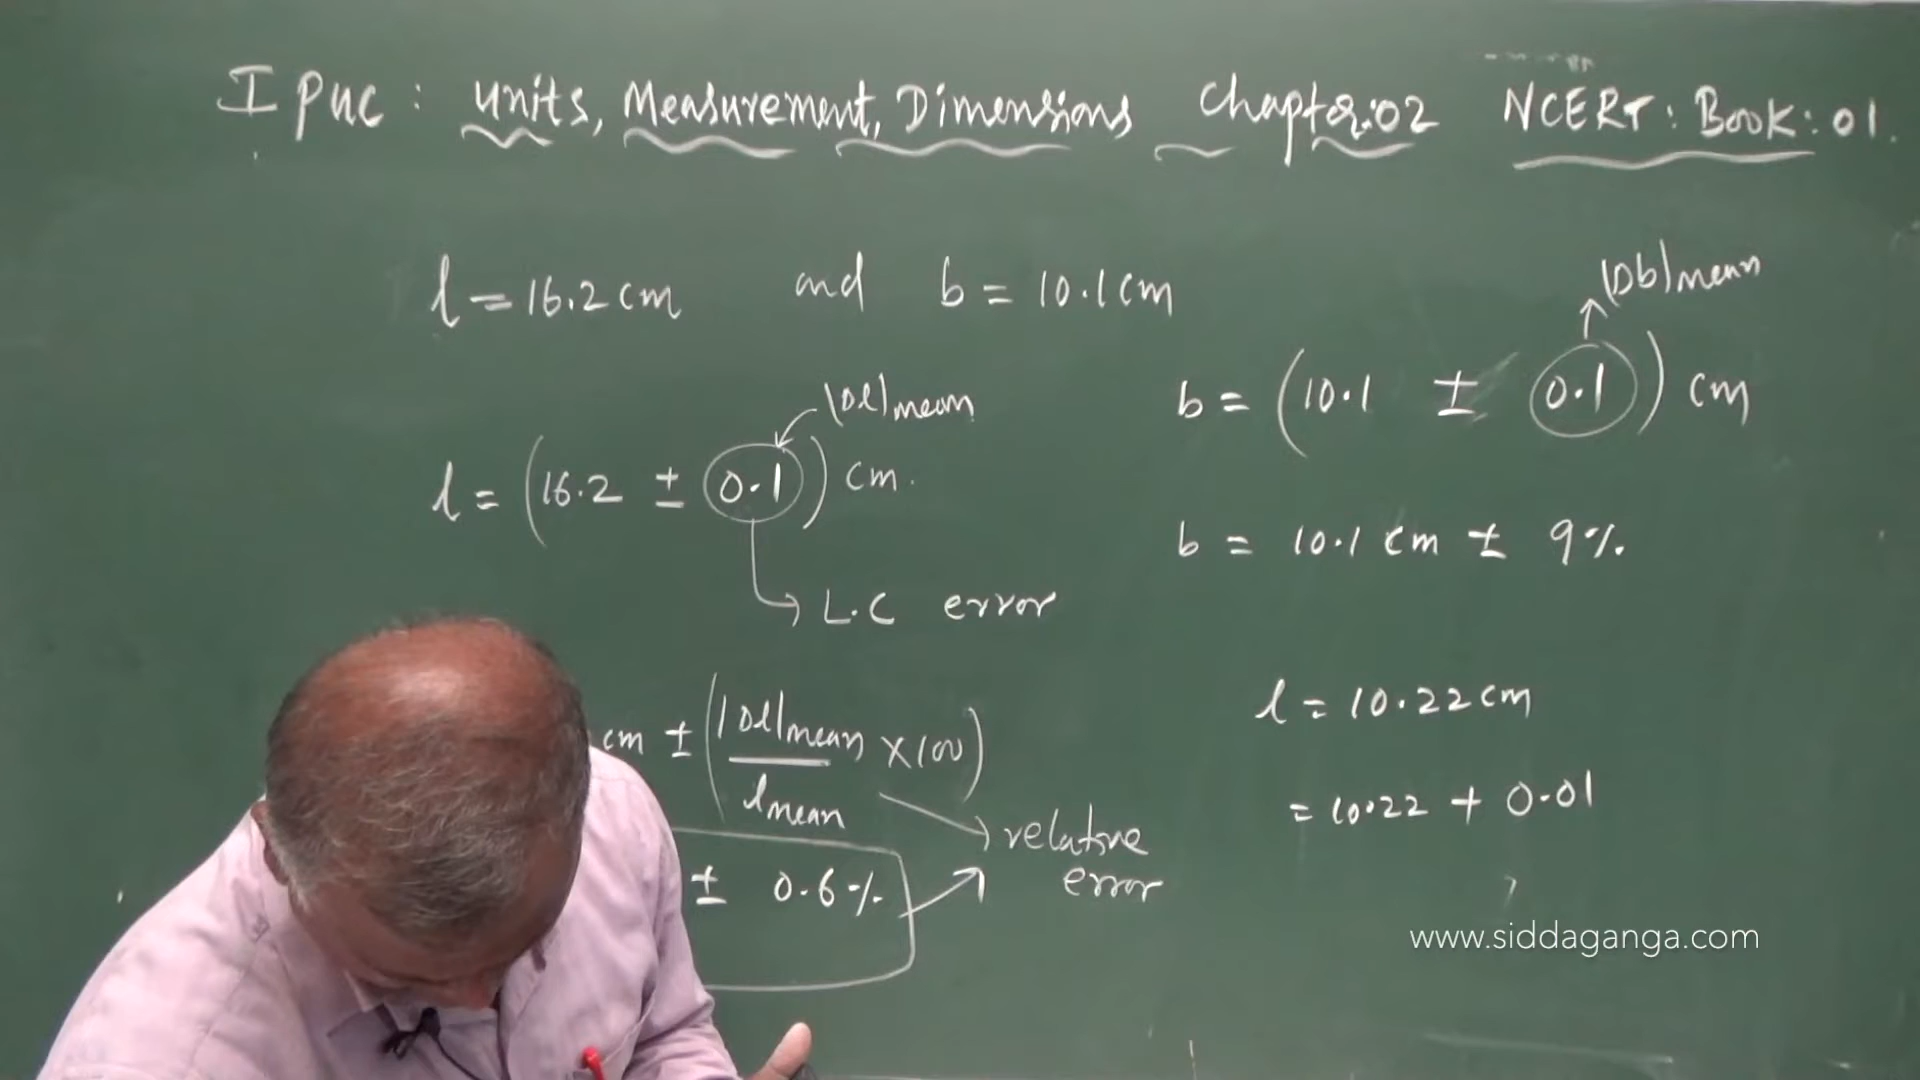 I PUC : Units, Measurement, Dimensions Chapter:02 NCERT: Book: 01.
l = 16.2 cm and b = 10.1 cm
(Δb)mean
(Δl)mean
b = (10.1 ± 0.1) cm
l = (16.2 ± 0.1) cm.
b = 10.1 cm ± 9%
L.C error
cm ± (|Δl|mean / lmean × 100)
l = 10.22 cm
= 10.22 + 0.01
relative error
± 0.6%
www.siddaganga.com